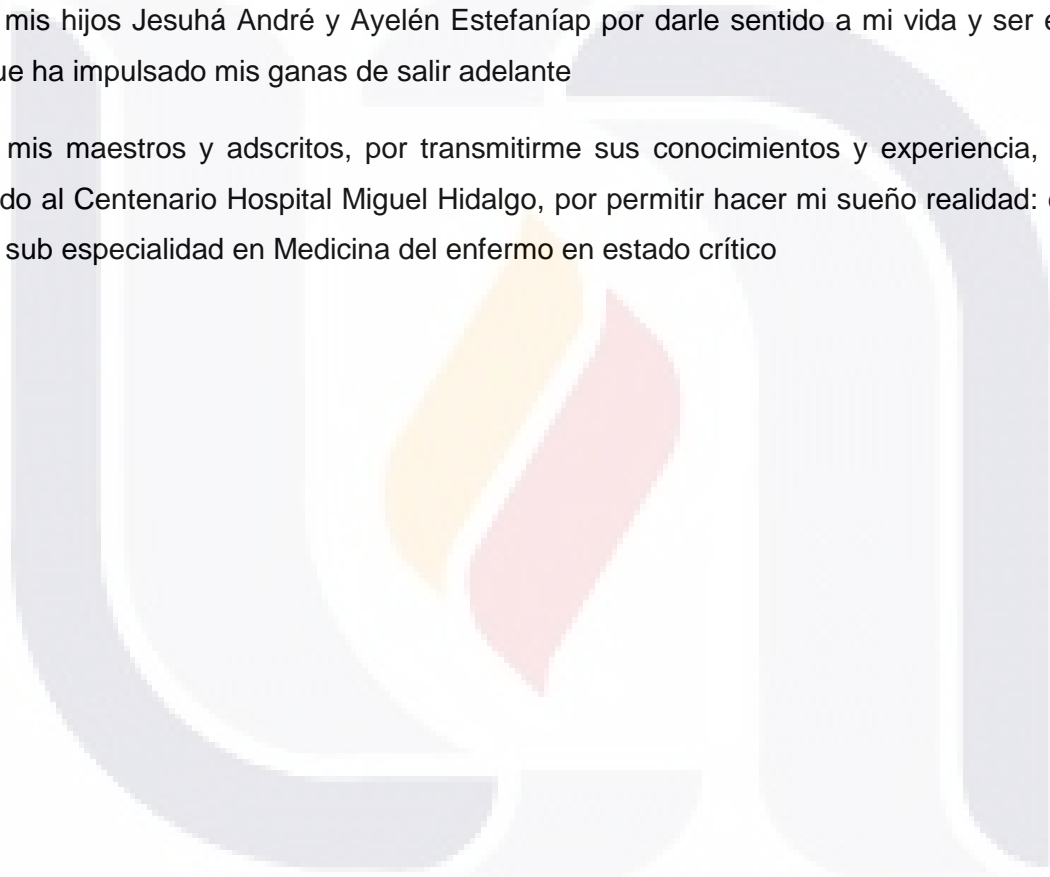 mis hijos Jesuhá André y Ayelén Estefaníap por darle sentido a mi vida y ser e
ue ha impulsado mis ganas de salir adelante
mis maestros y adscritos, por transmitirme sus conocimientos y experiencia,
do al Centenario Hospital Miguel Hidalgo, por permitir hacer mi sueño realidad:
sub especialidad en Medicina del enfermo en estado crítico